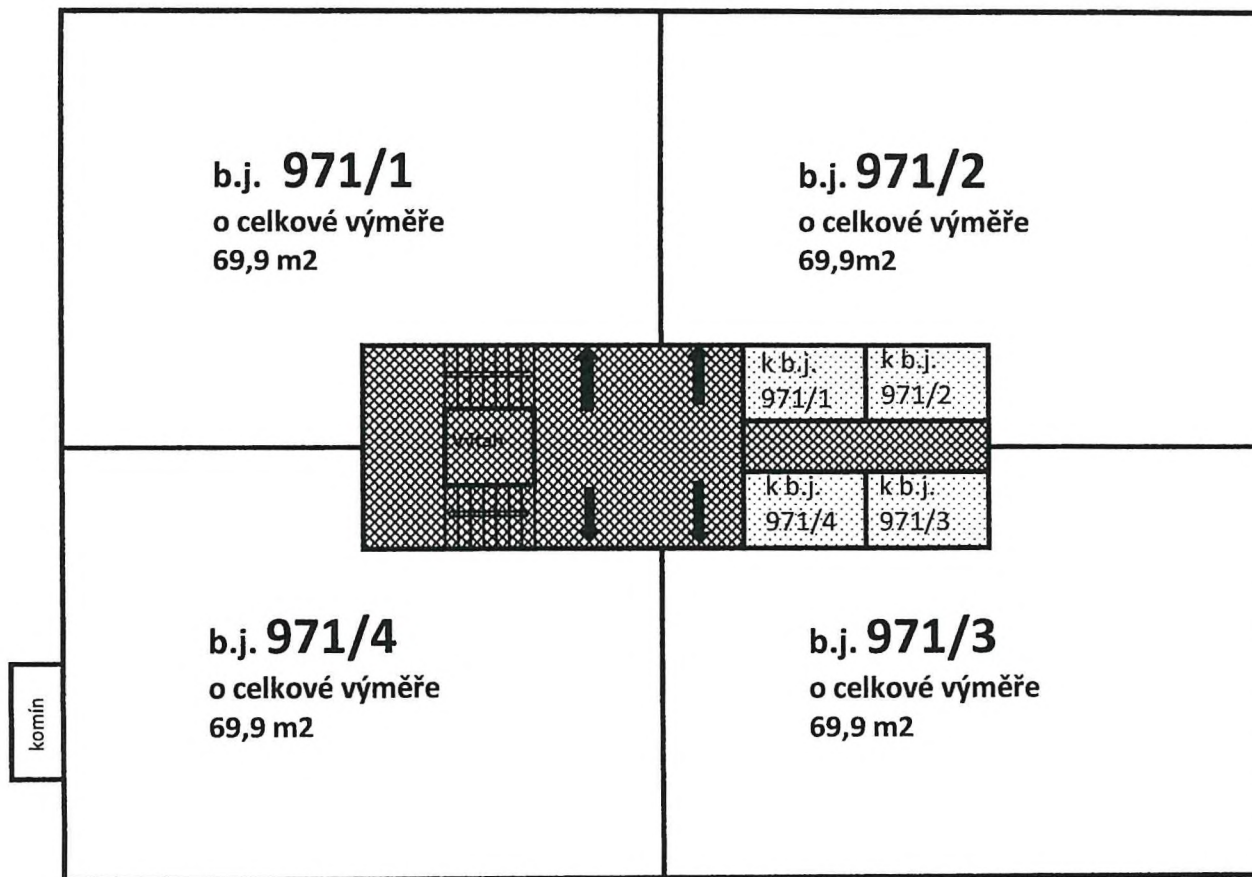 b.j. 971/1
o celkové výměře
69,9 m2
b.j. 971/2
o celkové výměře
69,9m2
výtah
k b.j.
971/1
k b.j.
971/2
k b.j.
971/4
k b.j.
971/3
b.j. 971/4
o celkové výměře
69,9 m2
b.j. 971/3
o celkové výměře
69,9 m2
komín